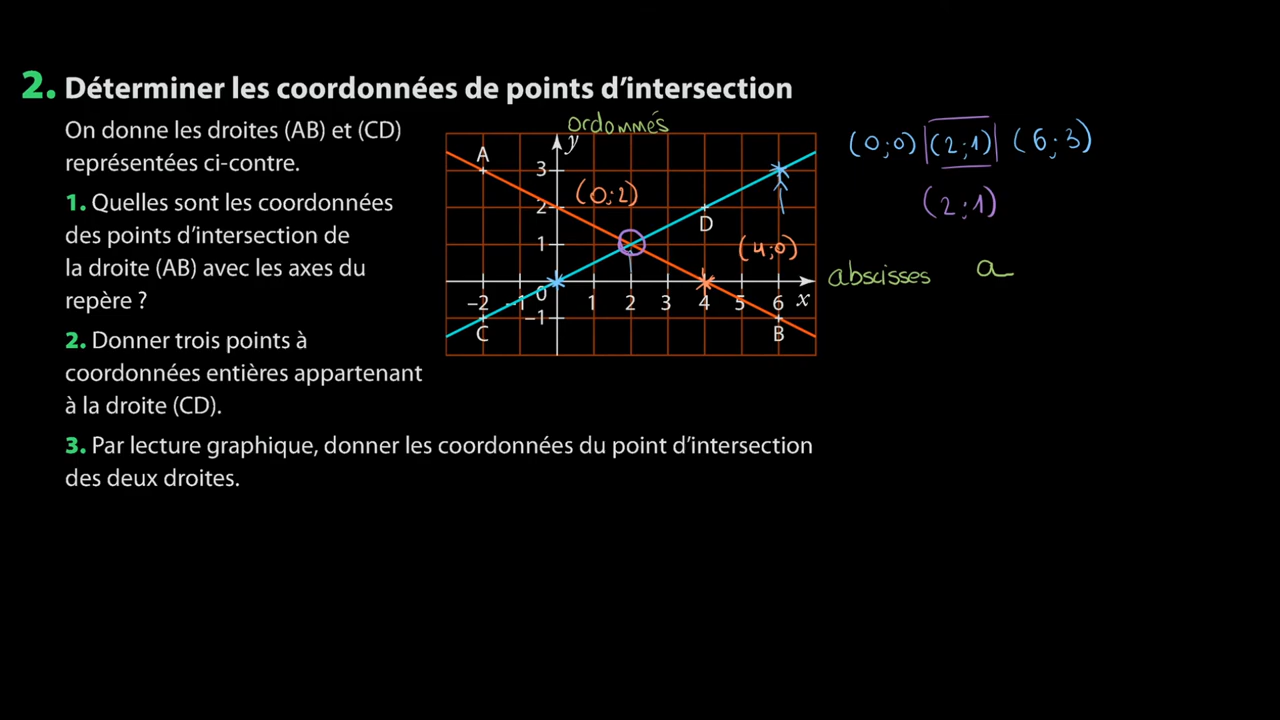 2. Déterminer les coordonnées de points d'intersection
On donne les droites (AB) et (CD)
représentées ci-contre.
1. Quelles sont les coordonnées
des points d'intersection de
la droite (AB) avec les axes du
repère ?
2. Donner trois points à
coordonnées entières appartenant
à la droite (CD).
3. Par lecture graphique, donner les coordonnées du point d'intersection
des deux droites.
ordonnés
y
A
3
2
(0;2)
D
1
(4;0)
0
-2 -1 1 2 3 4 5 6 x
-1
C
B
(0;0) (2;1) (6;3)
(2;1)
abscisses a